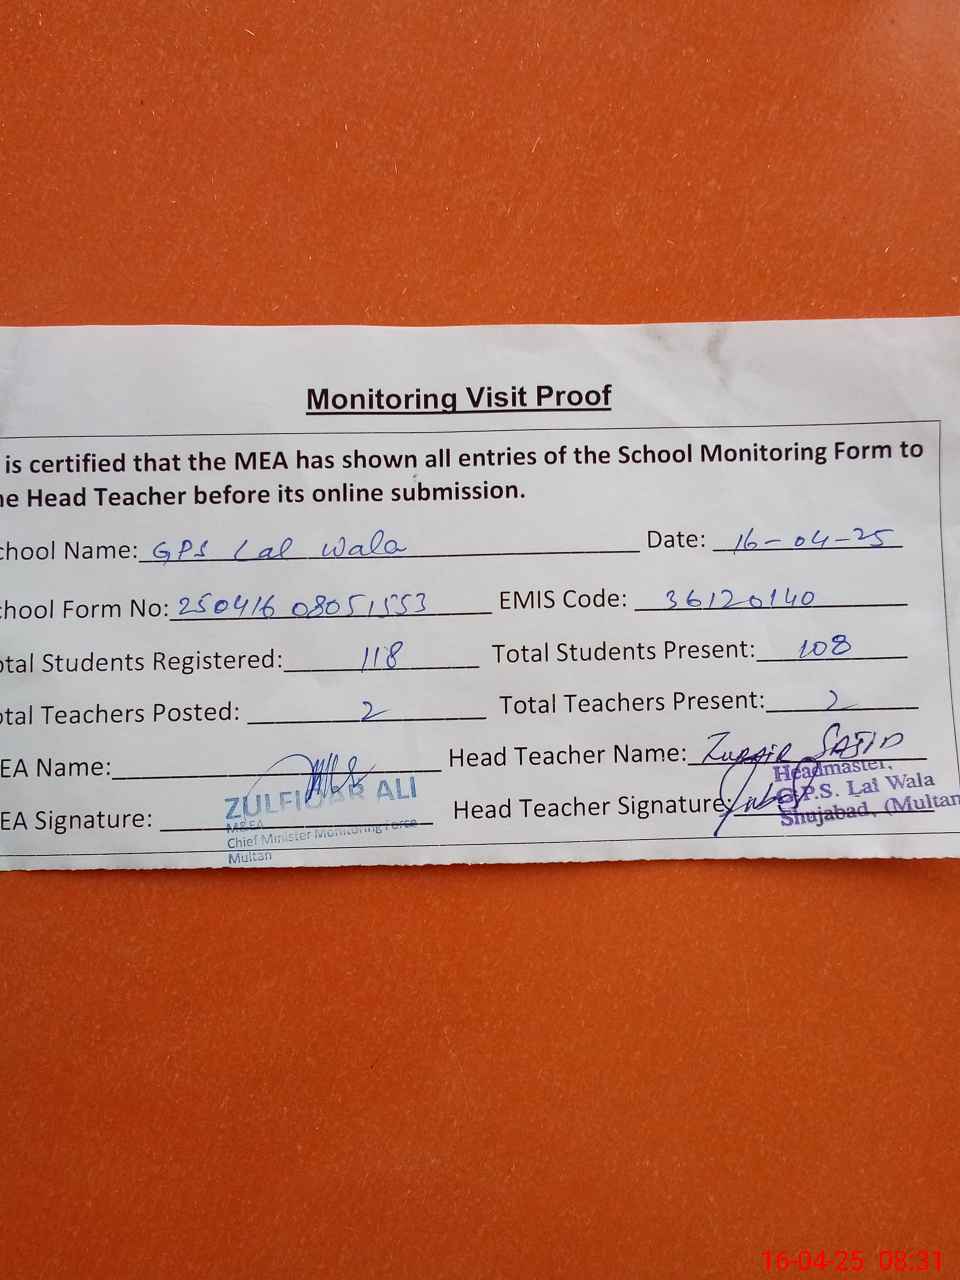 Monitoring Visit Proof
is certified that the MEA has shown all entries of the School Monitoring Form to
he Head Teacher before its online submission.
chool Name: GPS Lal Wala Date: 16-04-25
chool Form No: 250416 08051553 EMIS Code: 36120140
otal Students Registered: 118 Total Students Present: 108
otal Teachers Posted: 2 Total Teachers Present: 2
EA Name: Head Teacher Name: SAJID
EA Signature: Head Teacher Signature
ZULFIQAR ALI
M&EA
Chief Minister Monitoring Force
Multan
Headmaster,
G.P.S. Lal Wala
Shujabad, (Multan
16-04-25 08:31